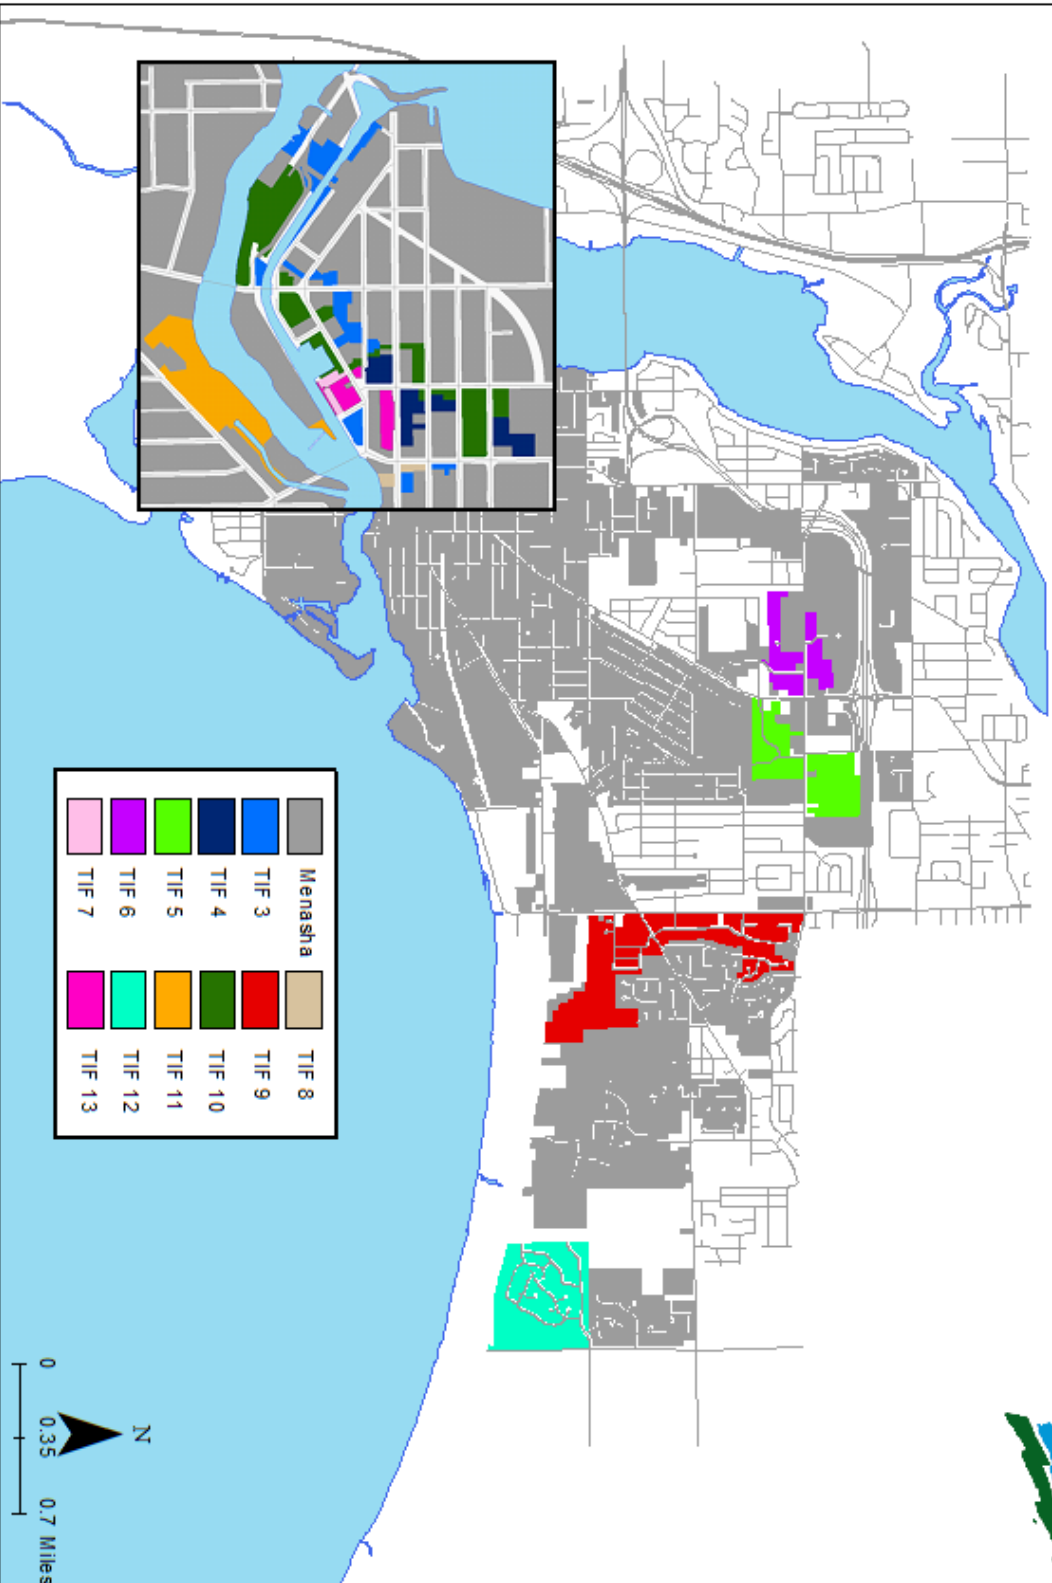 Menasha
TIF 3
TIF 4
TIF 5
TIF 6
TIF 7
TIF 8
TIF 9
TIF 10
TIF 11
TIF 12
TIF 13
N
0 0.35 0.7 Miles